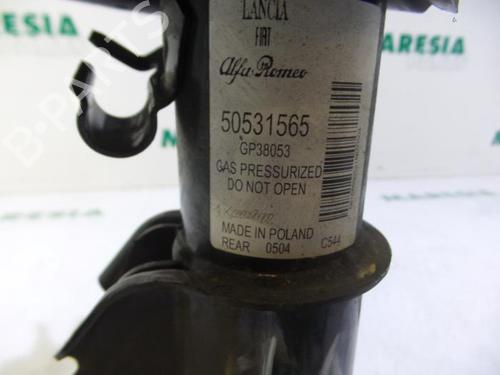 LANCIA
FIAT
Alfa Romeo
50531565
GP38053
GAS PRESSURIZED
DO NOT OPEN
MADE IN POLAND
REAR 0504 C544
B-PARTS
MARESIA
ARESIA